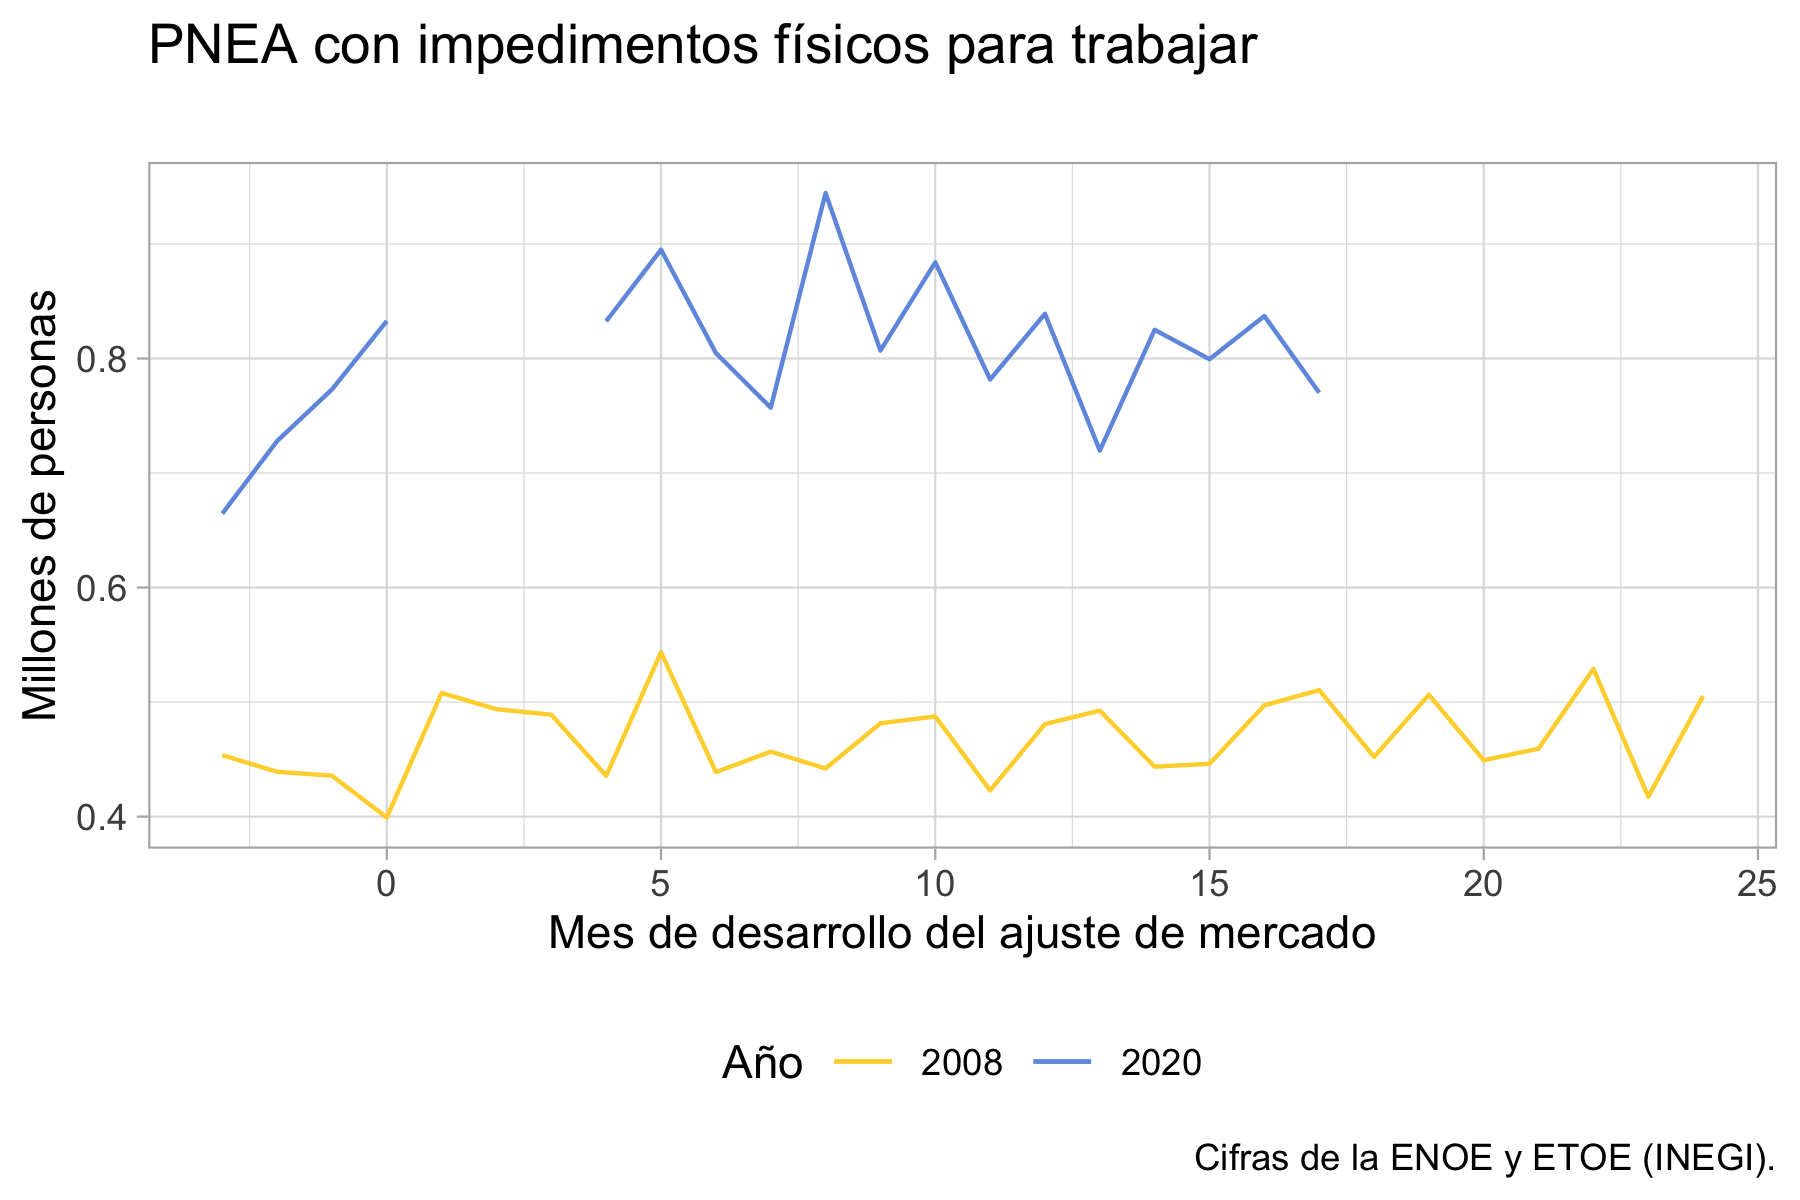 PNEA con impedimentos físicos para trabajar
Millones de personas
0.8
0.6
0.4
0 5 10 15 20 25
Mes de desarrollo del ajuste de mercado
Año 2008 2020
Cifras de la ENOE y ETOE (INEGI).